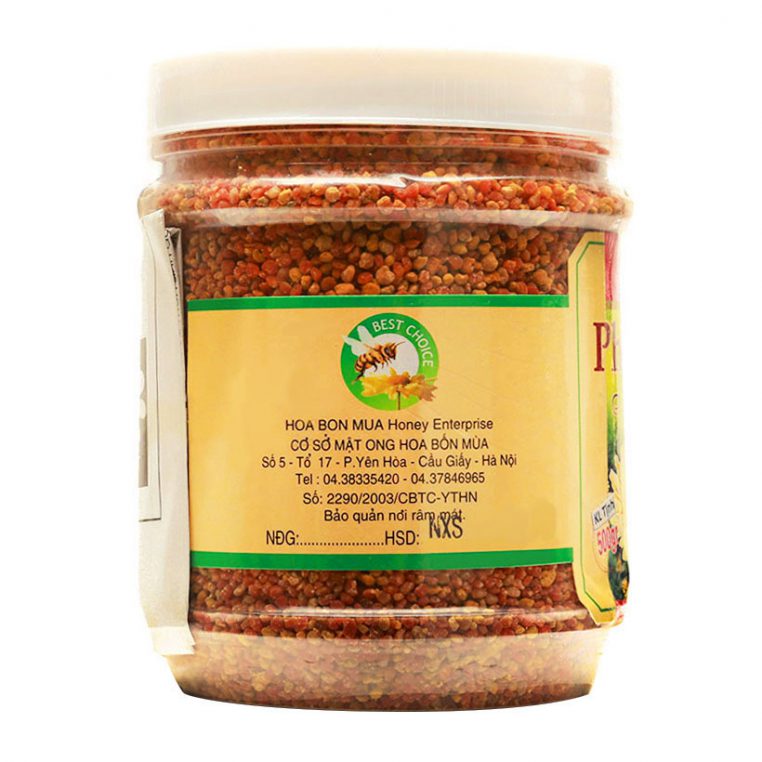 BEST CHOICE
HOA BON MUA Honey Enterprise
CƠ SỞ MẬT ONG HOA BỐN MÙA
Số 5 - Tổ 17 - P.Yên Hòa - Cầu Giấy - Hà Nội
Tel : 04.38335420 - 04.37846965
Số: 2290/2003/CBTC-YTHN
Bảo quản nơi râm mát.
NĐG:.....................HSD: NXS
KL Tịnh
500g